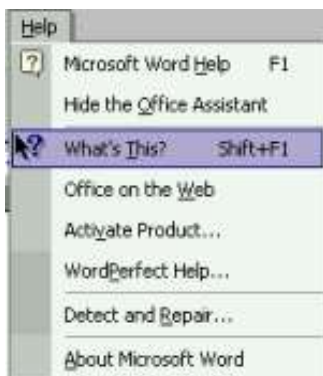 Help
Microsoft Word Help F1
Hide the Office Assistant
What's This? Shift+F1
Office on the Web
Activate Product...
WordPerfect Help...
Detect and Repair...
About Microsoft Word